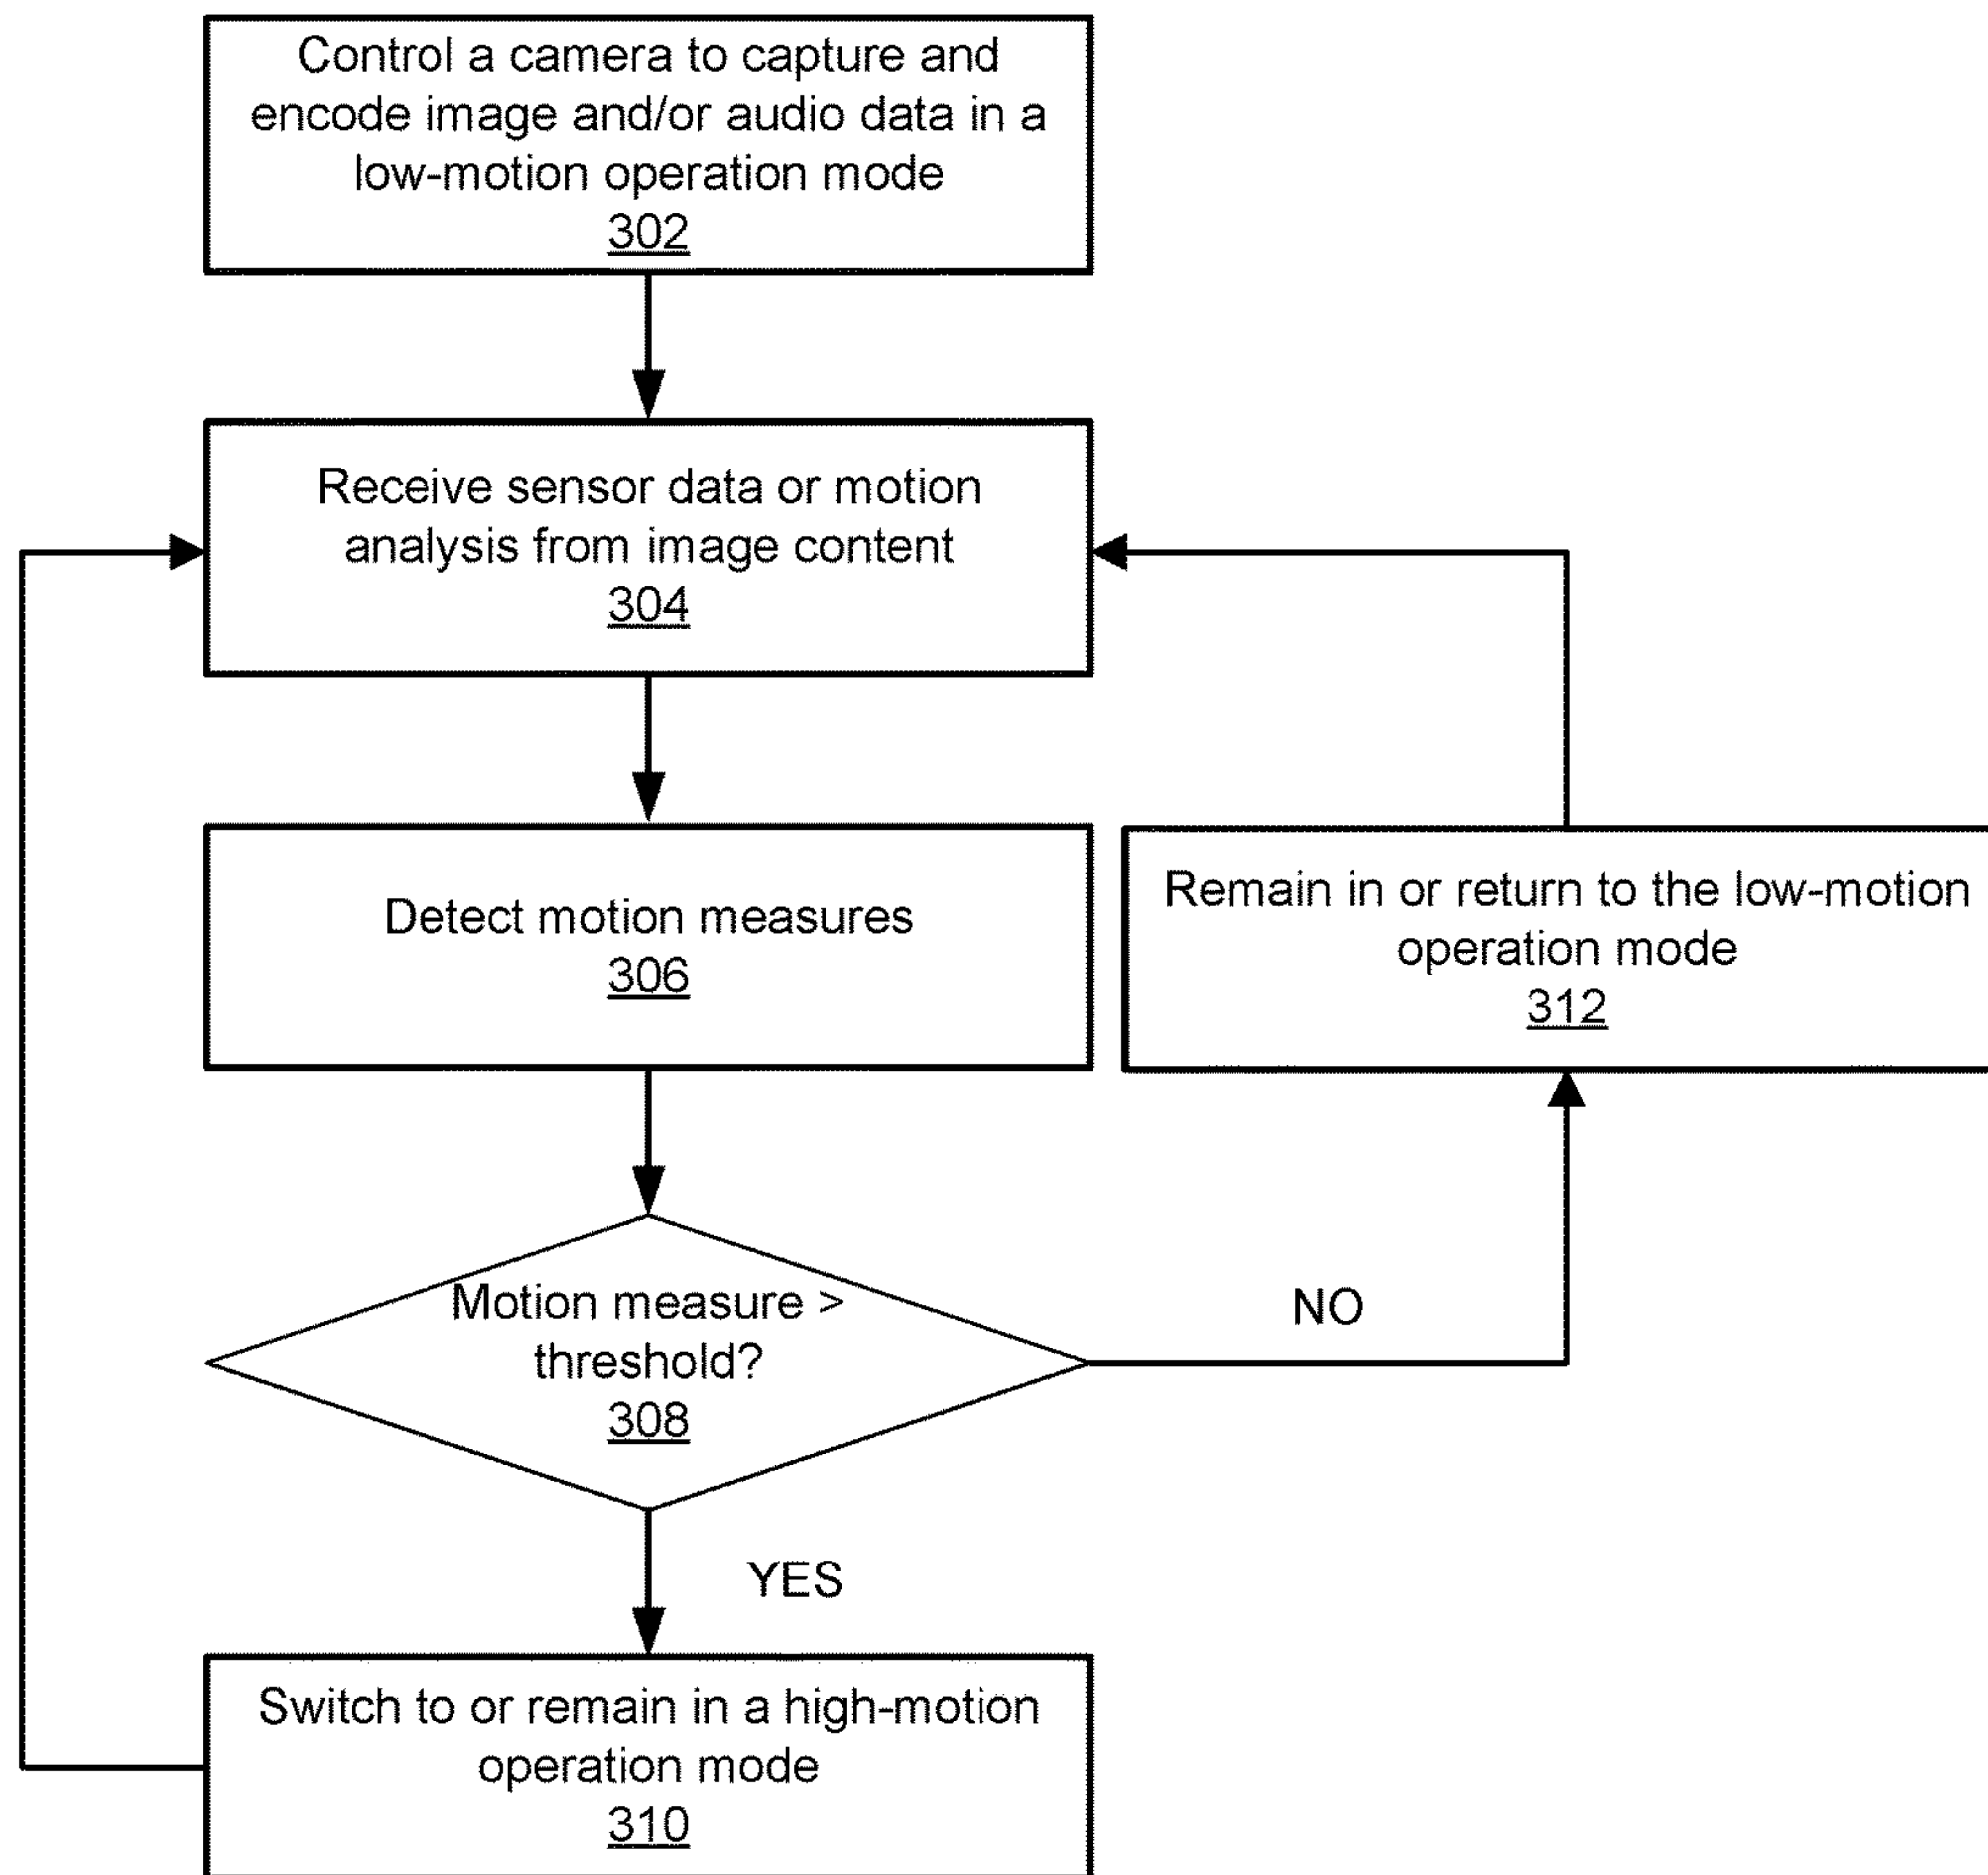 Control a camera to capture and
encode image and/or audio data in a
low-motion operation mode
302
Receive sensor data or motion
analysis from image content
304
Detect motion measures
306
Remain in or return to the low-motion
operation mode
312
Motion measure >
threshold?
308
NO
YES
Switch to or remain in a high-motion
operation mode
310